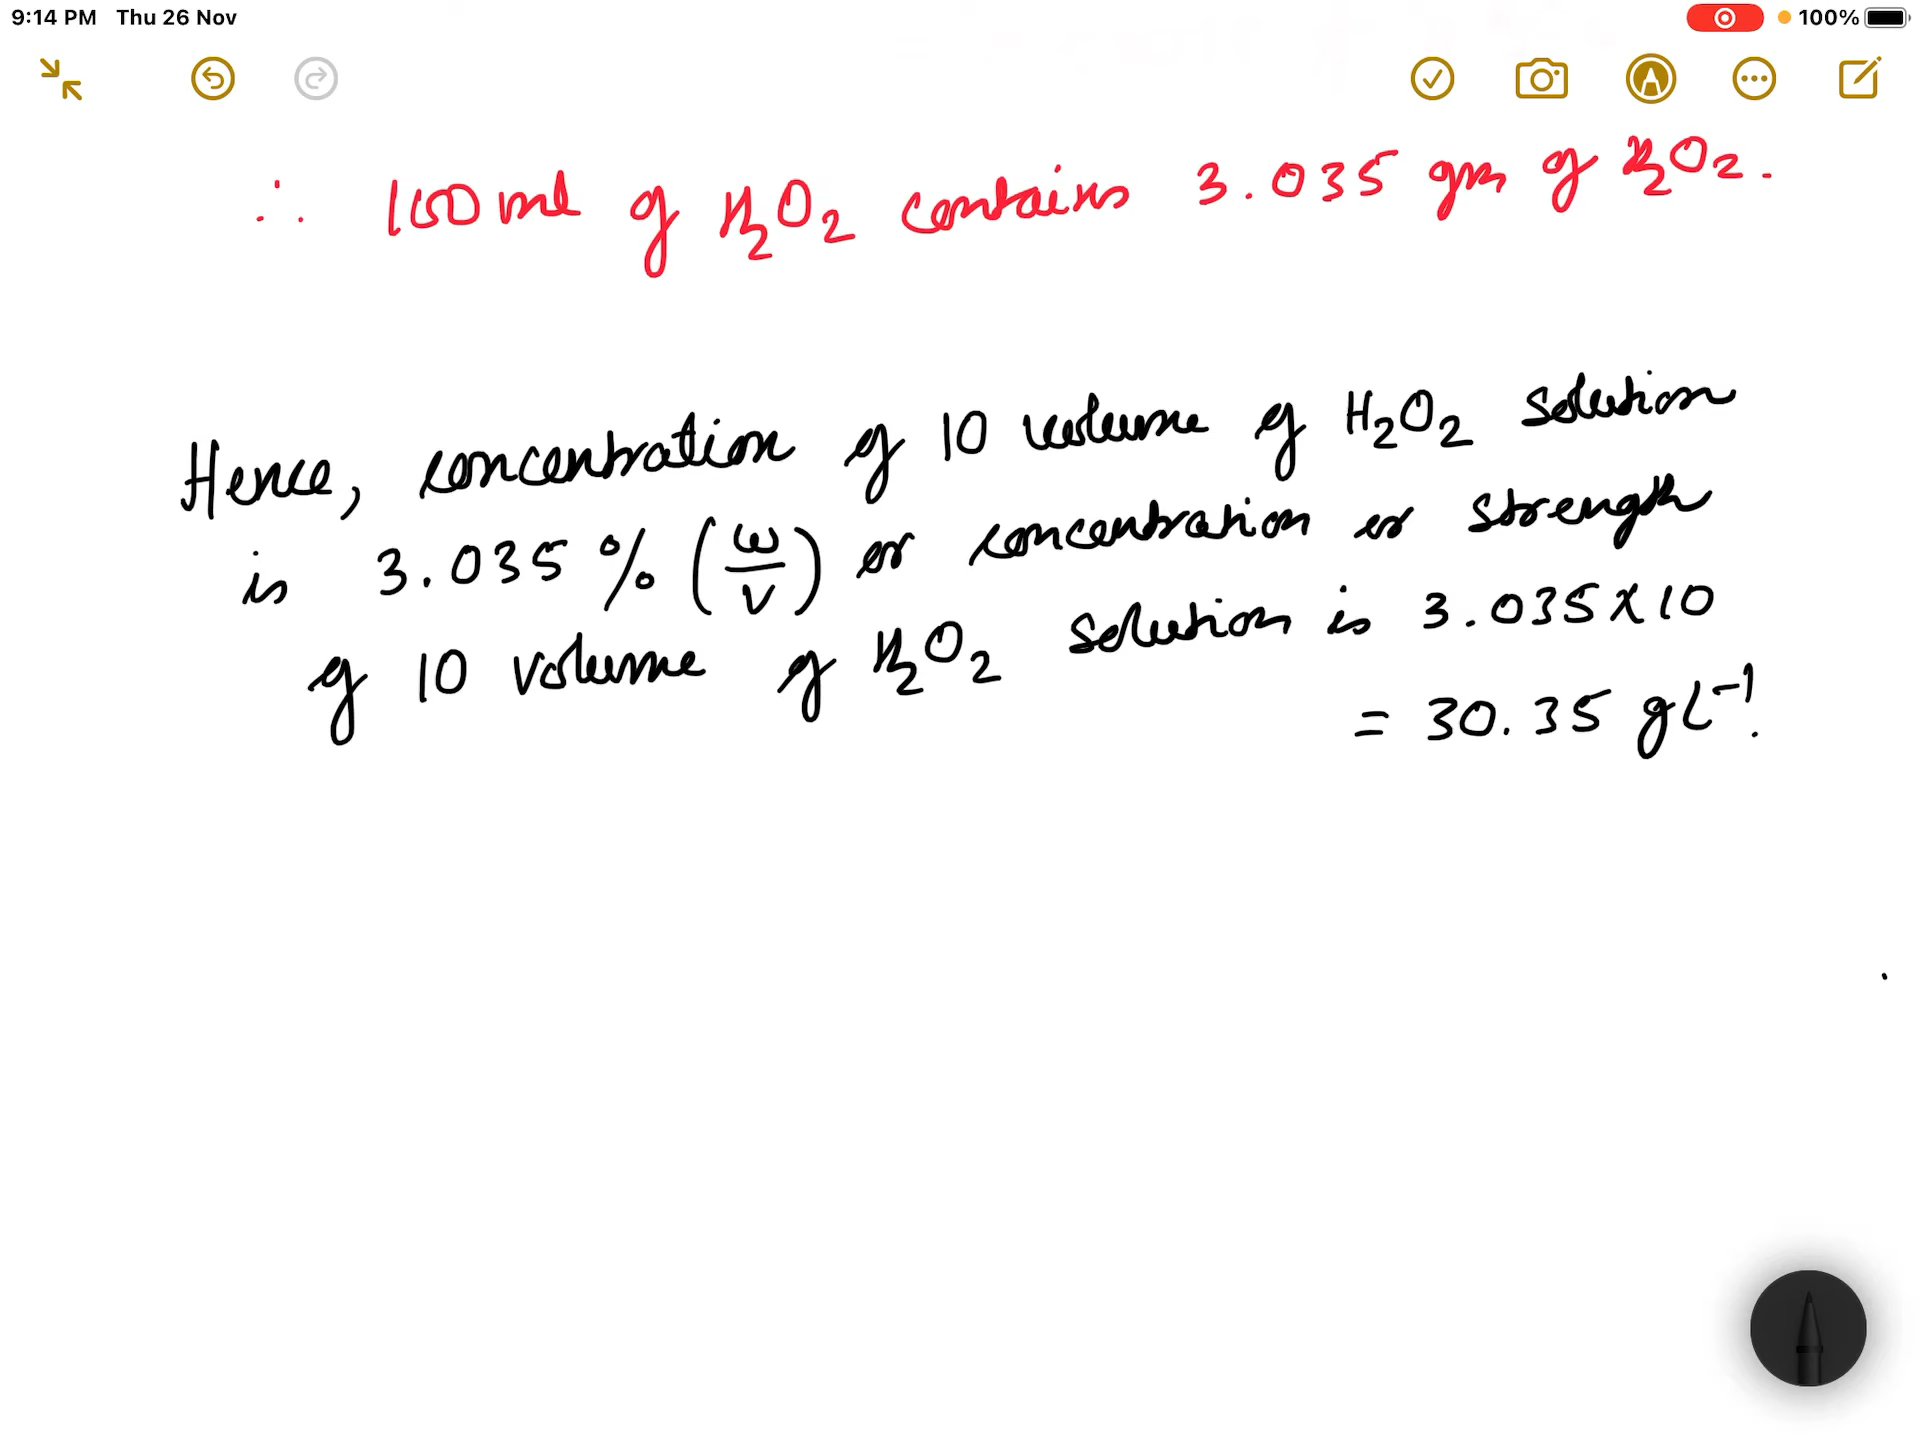 9:14 PM Thu 26 Nov 100%
∴ 100 ml of H2O2 contains 3.035 gm of H2O2.
Hence, concentration of 10 volume of H2O2 solution
is 3.035 % (w/v) or concentration or strength
of 10 volume of H2O2 solution is 3.035 x 10
= 30.35 gL⁻¹.